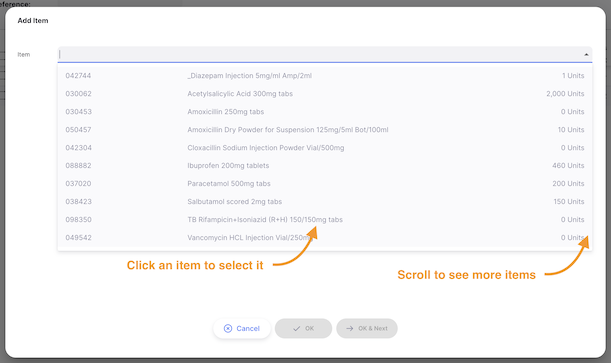 eference:
Add Item
Item
042744 _Diazepam Injection 5mg/ml Amp/2ml 1 Units
030062 Acetylsalicylic Acid 300mg tabs 2,000 Units
030453 Amoxicillin 250mg tabs 0 Units
050457 Amoxicillin Dry Powder for Suspension 125mg/5ml Bot/100ml 10 Units
042304 Cloxacillin Sodium Injection Powder Vial/500mg 0 Units
088882 Ibuprofen 200mg tablets 460 Units
037020 Paracetamol 500mg tabs 200 Units
038423 Salbutamol scored 2mg tabs 150 Units
098350 TB Rifampicin+Isoniazid (R+H) 150/150mg tabs 0 Units
049542 Vancomycin HCL Injection Vial/250m 0 Units
Click an item to select it
Scroll to see more items
Cancel OK OK & Next